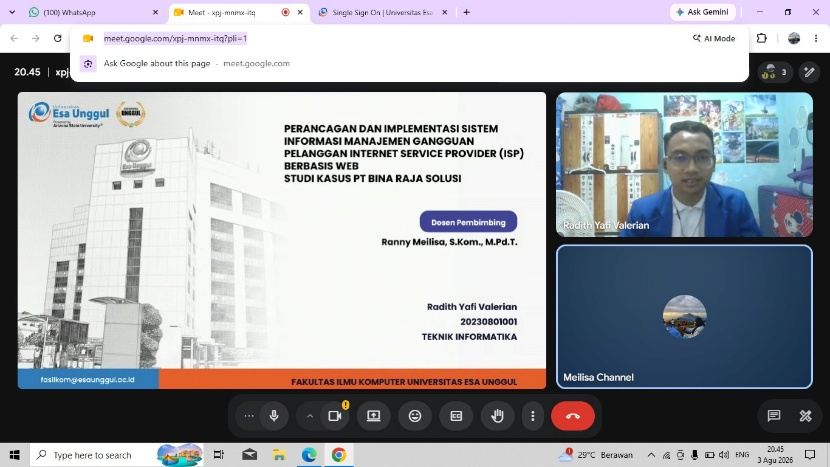 (100) WhatsApp
Meet - xpj-mnmx-itq
Single Sign On | Universitas Esa
Ask Gemini
meet.google.com/xpj-mnmx-itq?pli=1
AI Mode
Ask Google about this page - meet.google.com
20.45 | xpj
3
Universitas
Esa Unggul
UNGGUL
Esa Unggul
PERANCAGAN DAN IMPLEMENTASI SISTEM
INFORMASI MANAJEMEN GANGGUAN
PELANGGAN INTERNET SERVICE PROVIDER (ISP)
BERBASIS WEB
STUDI KASUS PT BINA RAJA SOLUSI
Dosen Pembimbing
Ranny Meilisa, S.Kom., M.Pd.T.
Radith Yafi Valerian
20230801001
TEKNIK INFORMATIKA
fasilkom@esaunggul.ac.id
FAKULTAS ILMU KOMPUTER UNIVERSITAS ESA UNGGUL
Radith Yafi Valerian
Meilisa Channel
Type here to search
29°C Berawan
ENG
20.45
3 Agu 2026